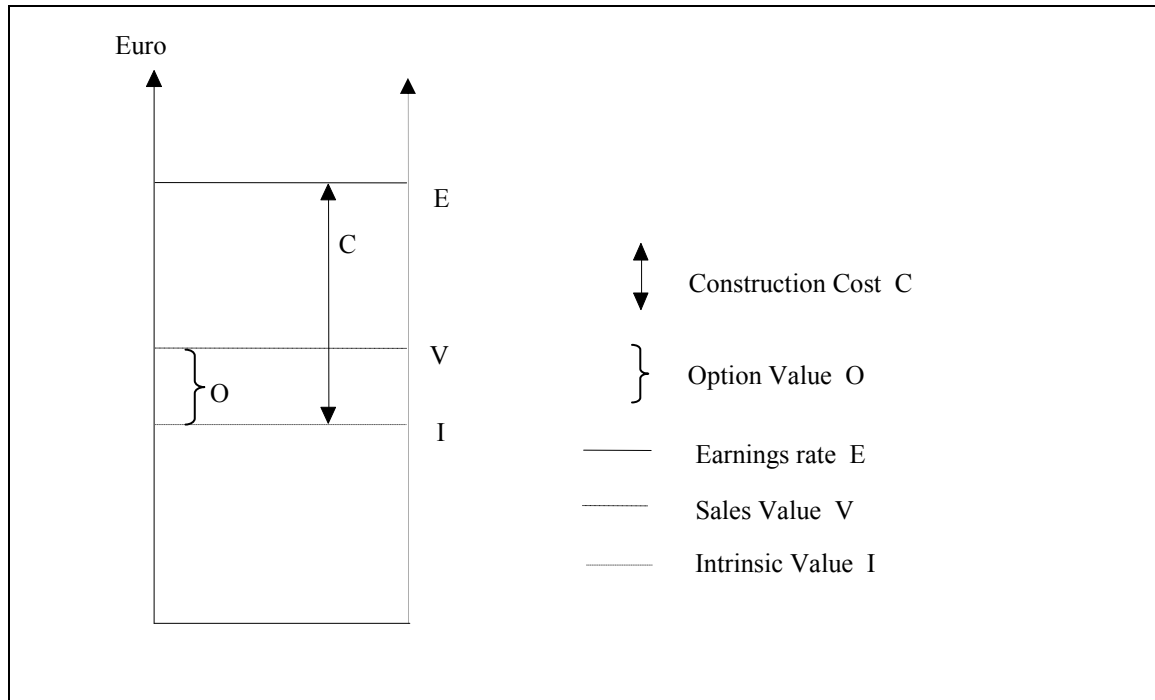 Euro
E
C
V
O
I
Construction Cost C
Option Value O
Earnings rate E
Sales Value V
Intrinsic Value I